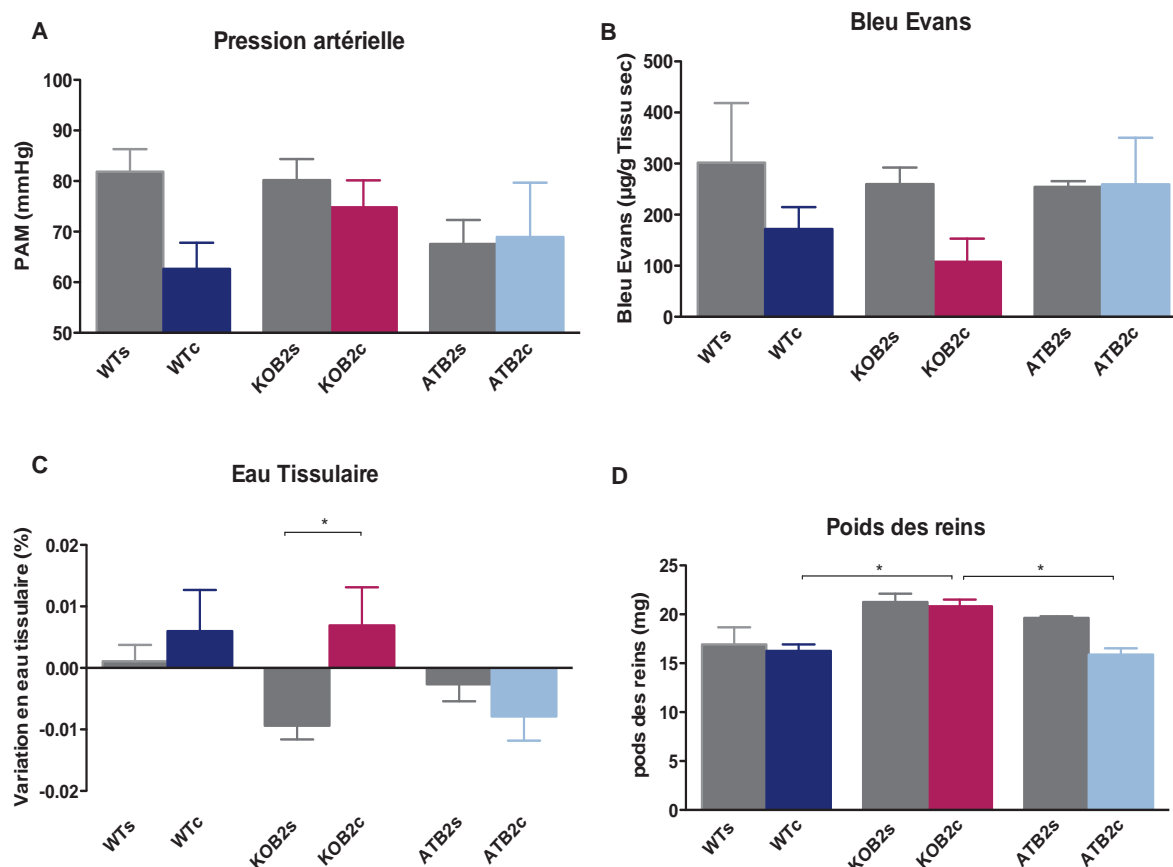 A
Pression artérielle
PAM (mmHg)
100
90
80
70
60
50
WTs
WTc
KOB2s
KOB2c
ATB2s
ATB2c
B
Bleu Evans
Bleu Evans (µg/g Tissu sec)
500
400
300
200
100
0
WTs
WTc
KOB2s
KOB2c
ATB2s
ATB2c
C
Eau Tissulaire
Variation en eau tissulaire (%)
0.02
0.01
0.00
-0.01
-0.02
*
WTs
WTc
KOB2s
KOB2c
ATB2s
ATB2c
D
Poids des reins
pods des reins (mg)
25
20
15
10
5
0
*
*
WTs
WTc
KOB2s
KOB2c
ATB2s
ATB2c